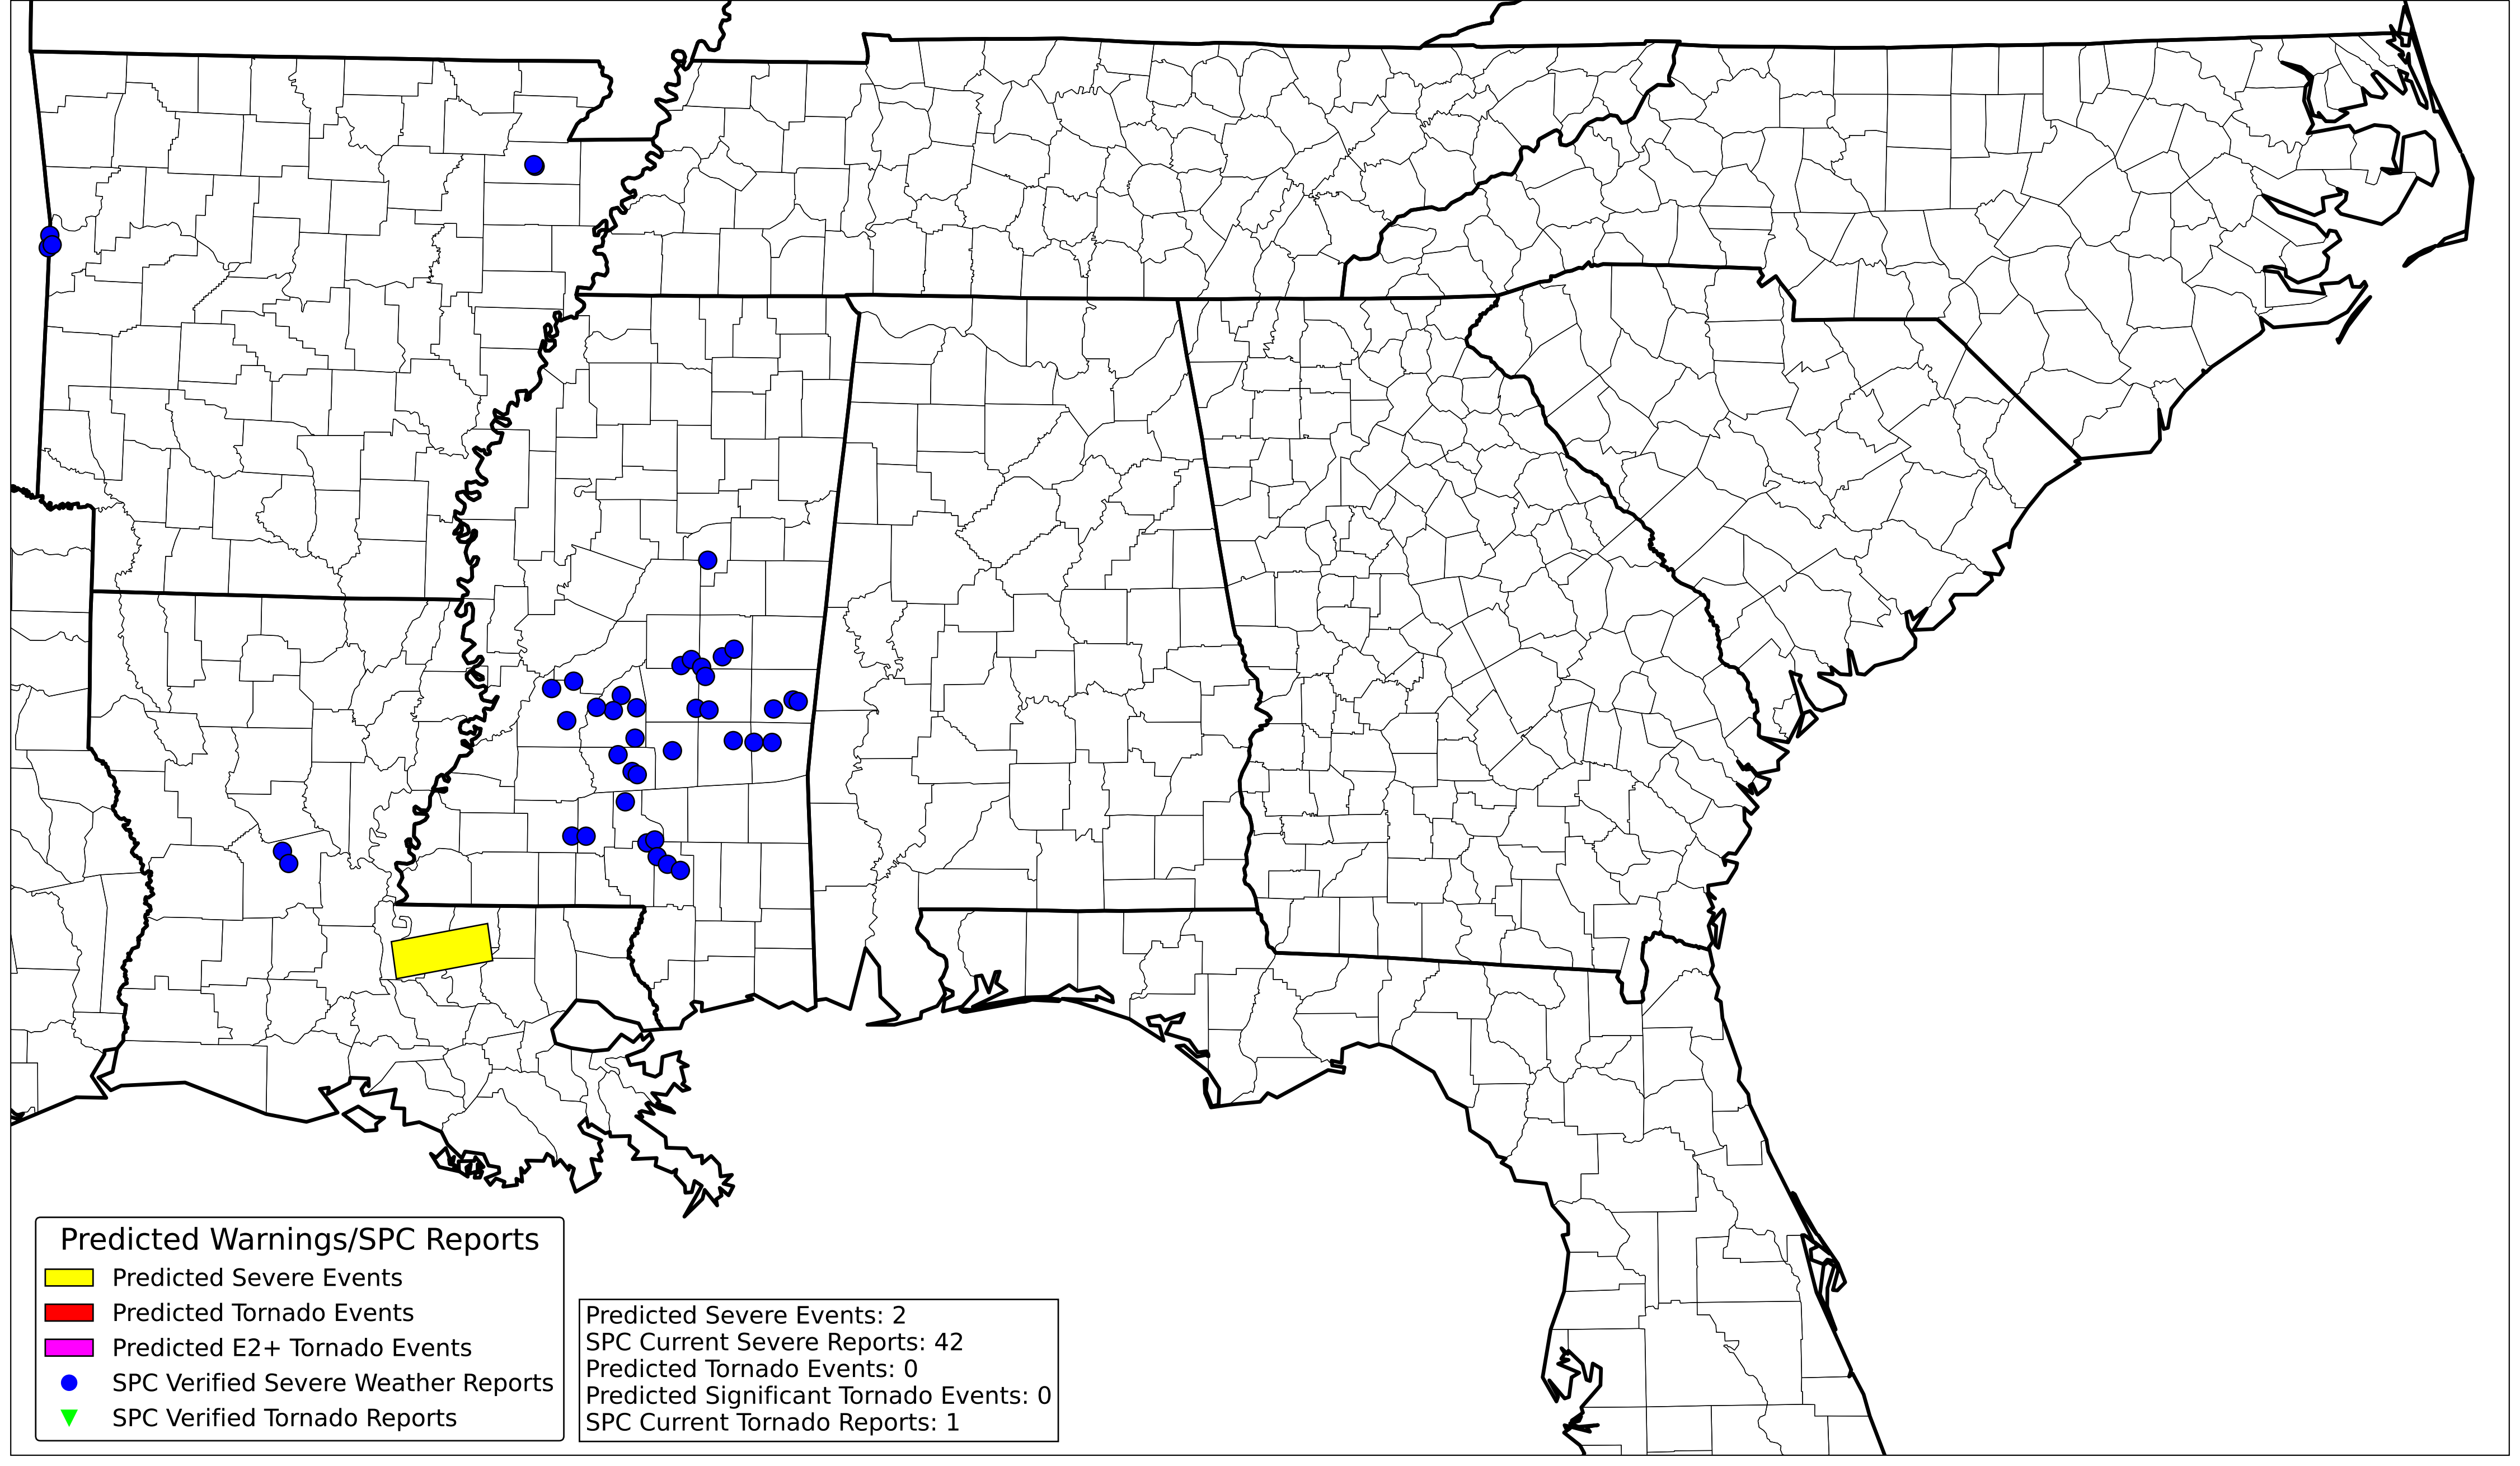 Predicted Warnings/SPC Reports
Predicted Severe Events
Predicted Tornado Events
Predicted E2+ Tornado Events
SPC Verified Severe Weather Reports
SPC Verified Tornado Reports
Predicted Severe Events: 2
SPC Current Severe Reports: 42
Predicted Tornado Events: 0
Predicted Significant Tornado Events: 0
SPC Current Tornado Reports: 1